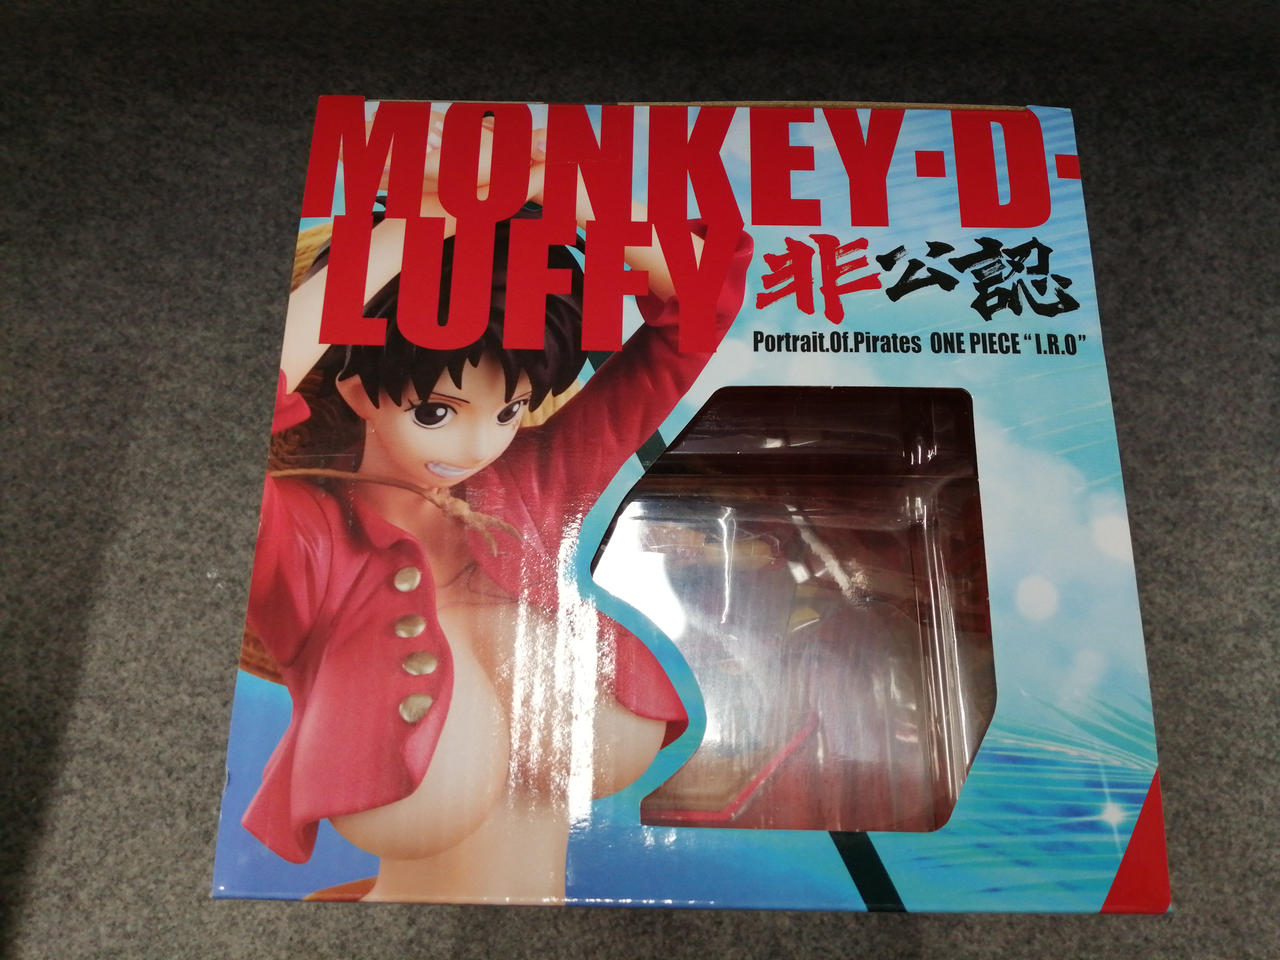 MONKEY·D·
LUFFY
非公認
Portrait.Of.Pirates ONE PIECE “I.R.O”